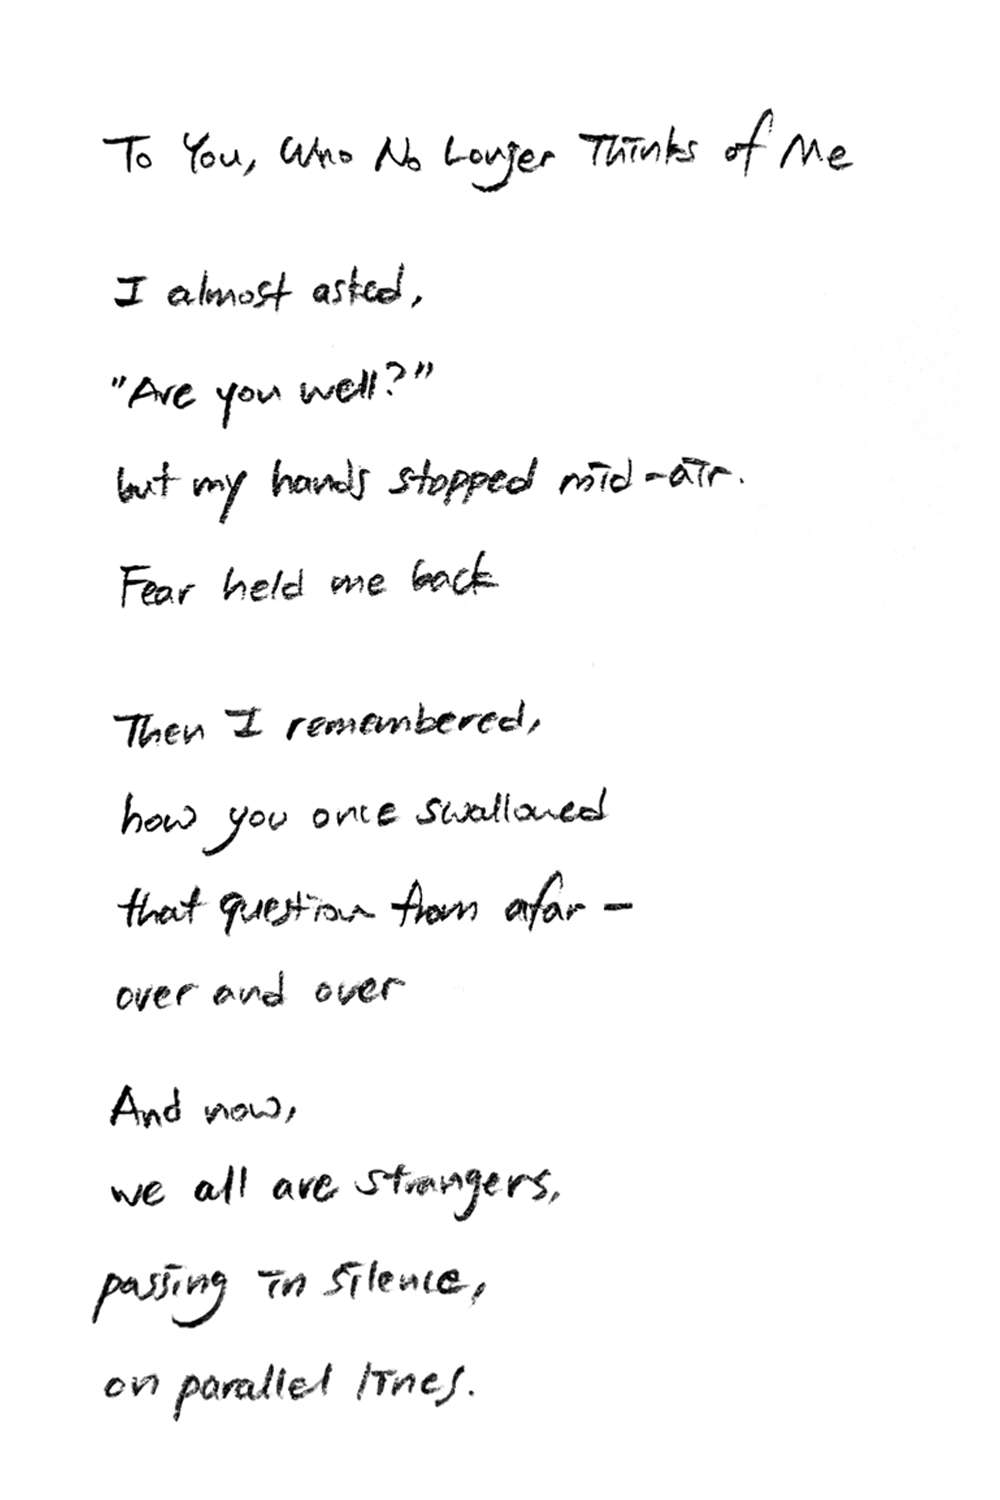 To You, Who No Longer Thinks of Me
I almost asked,
"Are you well?"
but my hands stopped mid-air.
Fear held me back
Then I remembered,
how you once swallowed
that question from afar –
over and over
And now,
we all are strangers,
passing in silence,
on parallel lines.